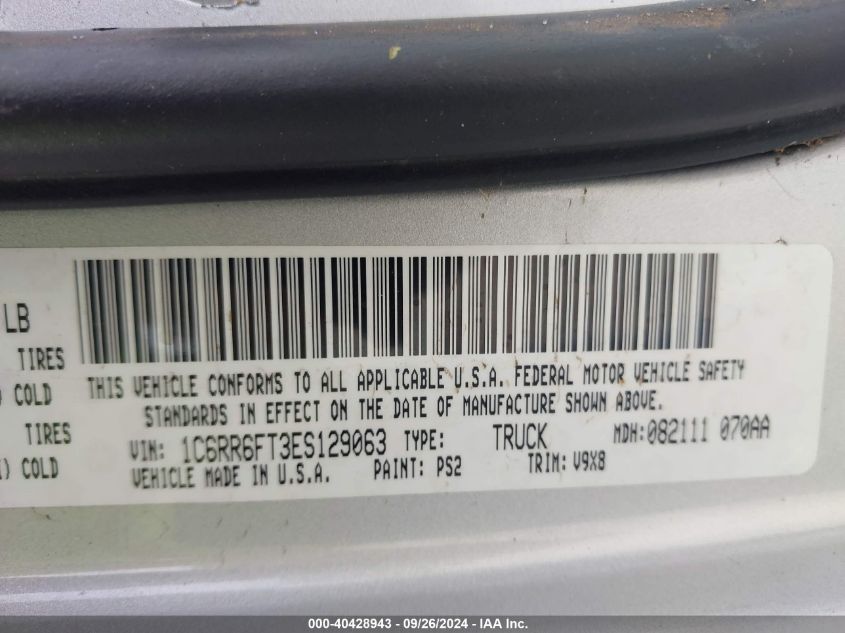 LB
TIRES
) COLD
TIRES
) COLD
THIS VEHICLE CONFORMS TO ALL APPLICABLE U.S.A. FEDERAL MOTOR VEHICLE SAFETY
STANDARDS IN EFFECT ON THE DATE OF MANUFACTURE SHOWN ABOVE.
VIN: 1C6RR6FT3ES129063 TYPE: TRUCK MDH:082111 070AA
VEHICLE MADE IN U.S.A. PAINT: PS2 TRIM: V9X8
000-40428943 - 09/26/2024 - IAA Inc.